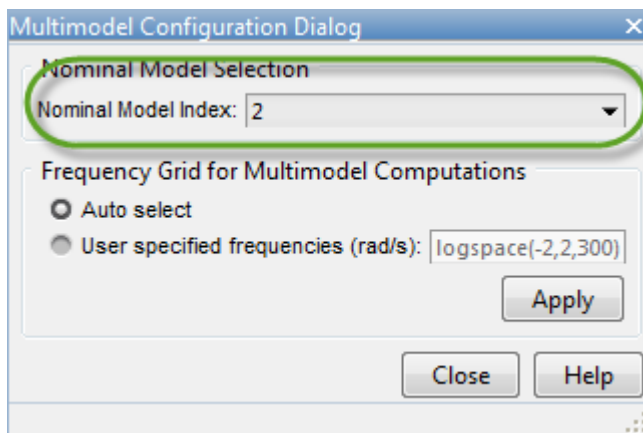 Multimodel Configuration Dialog
Nominal Model Selection
Nominal Model Index: 2
Frequency Grid for Multimodel Computations
Auto select
User specified frequencies (rad/s): logspace(-2,2,300)
Apply
Close Help